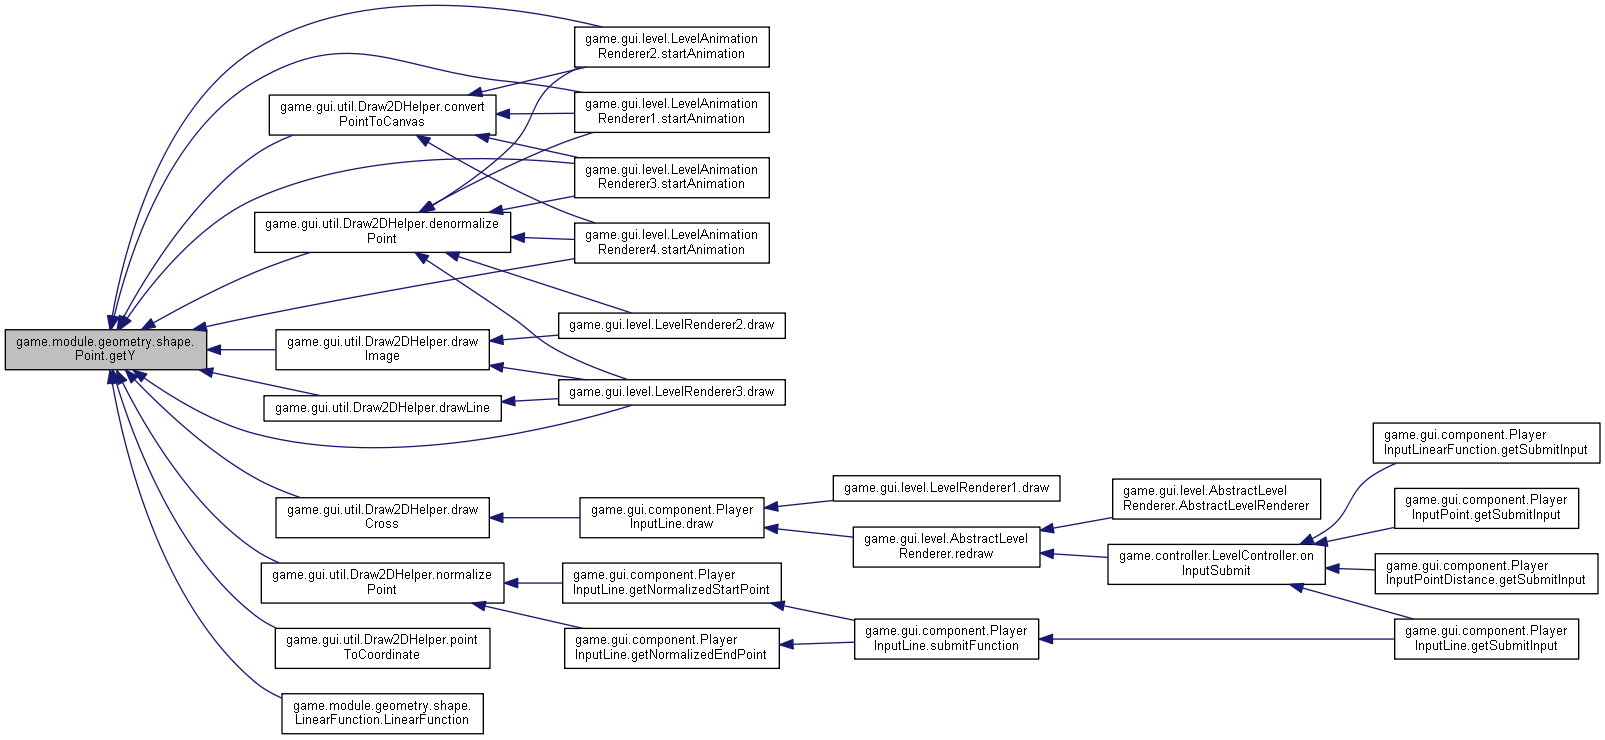 game.module.geometry.shape.
Point.getY
game.gui.util.Draw2DHelper.convert
PointToCanvas
game.gui.util.Draw2DHelper.denormalize
Point
game.gui.util.Draw2DHelper.draw
Image
game.gui.util.Draw2DHelper.drawLine
game.gui.util.Draw2DHelper.draw
Cross
game.gui.util.Draw2DHelper.normalize
Point
game.gui.util.Draw2DHelper.point
ToCoordinate
game.module.geometry.shape.
LinearFunction.LinearFunction
game.gui.level.LevelAnimation
Renderer2.startAnimation
game.gui.level.LevelAnimation
Renderer1.startAnimation
game.gui.level.LevelAnimation
Renderer3.startAnimation
game.gui.level.LevelAnimation
Renderer4.startAnimation
game.gui.level.LevelRenderer2.draw
game.gui.level.LevelRenderer3.draw
game.gui.component.Player
InputLine.draw
game.gui.component.Player
InputLine.getNormalizedStartPoint
game.gui.component.Player
InputLine.getNormalizedEndPoint
game.gui.level.LevelRenderer1.draw
game.gui.level.AbstractLevel
Renderer.redraw
game.gui.component.Player
InputLine.submitFunction
game.gui.level.AbstractLevel
Renderer.AbstractLevelRenderer
game.controller.LevelController.on
InputSubmit
game.gui.component.Player
InputLinearFunction.getSubmitInput
game.gui.component.Player
InputPoint.getSubmitInput
game.gui.component.Player
InputPointDistance.getSubmitInput
game.gui.component.Player
InputLine.getSubmitInput